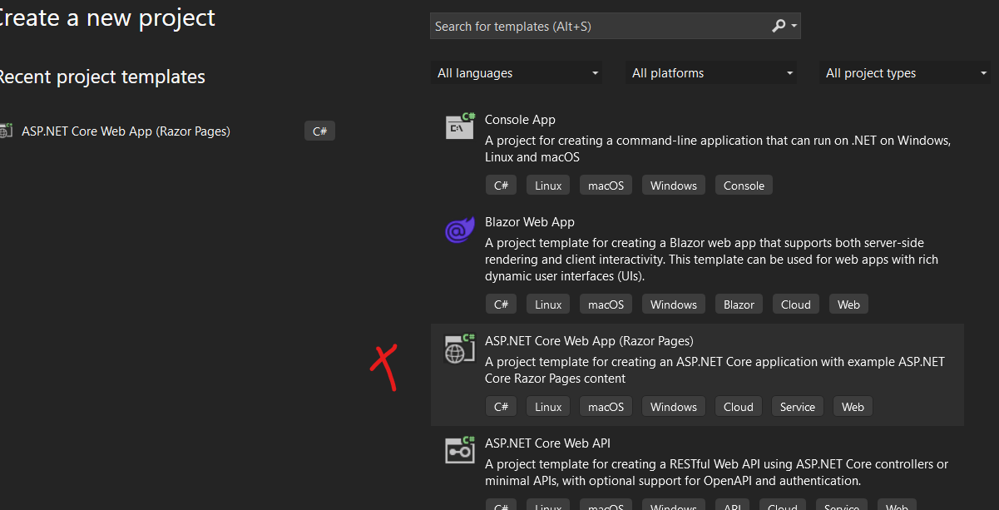 Create a new project
Search for templates (Alt+S)
Recent project templates
All languages
All platforms
All project types
ASP.NET Core Web App (Razor Pages)
C#
Console App
A project for creating a command-line application that can run on .NET on Windows,
Linux and macOS
C# Linux macOS Windows Console
Blazor Web App
A project template for creating a Blazor web app that supports both server-side
rendering and client interactivity. This template can be used for web apps with rich
dynamic user interfaces (UIs).
C# Linux macOS Windows Blazor Cloud Web
ASP.NET Core Web App (Razor Pages)
A project template for creating an ASP.NET Core application with example ASP.NET
Core Razor Pages content
C# Linux macOS Windows Cloud Service Web
ASP.NET Core Web API
A project template for creating a RESTful Web API using ASP.NET Core controllers or
minimal APIs, with optional support for OpenAPI and authentication.
C# Linux macOS Windows API Cloud Service Web